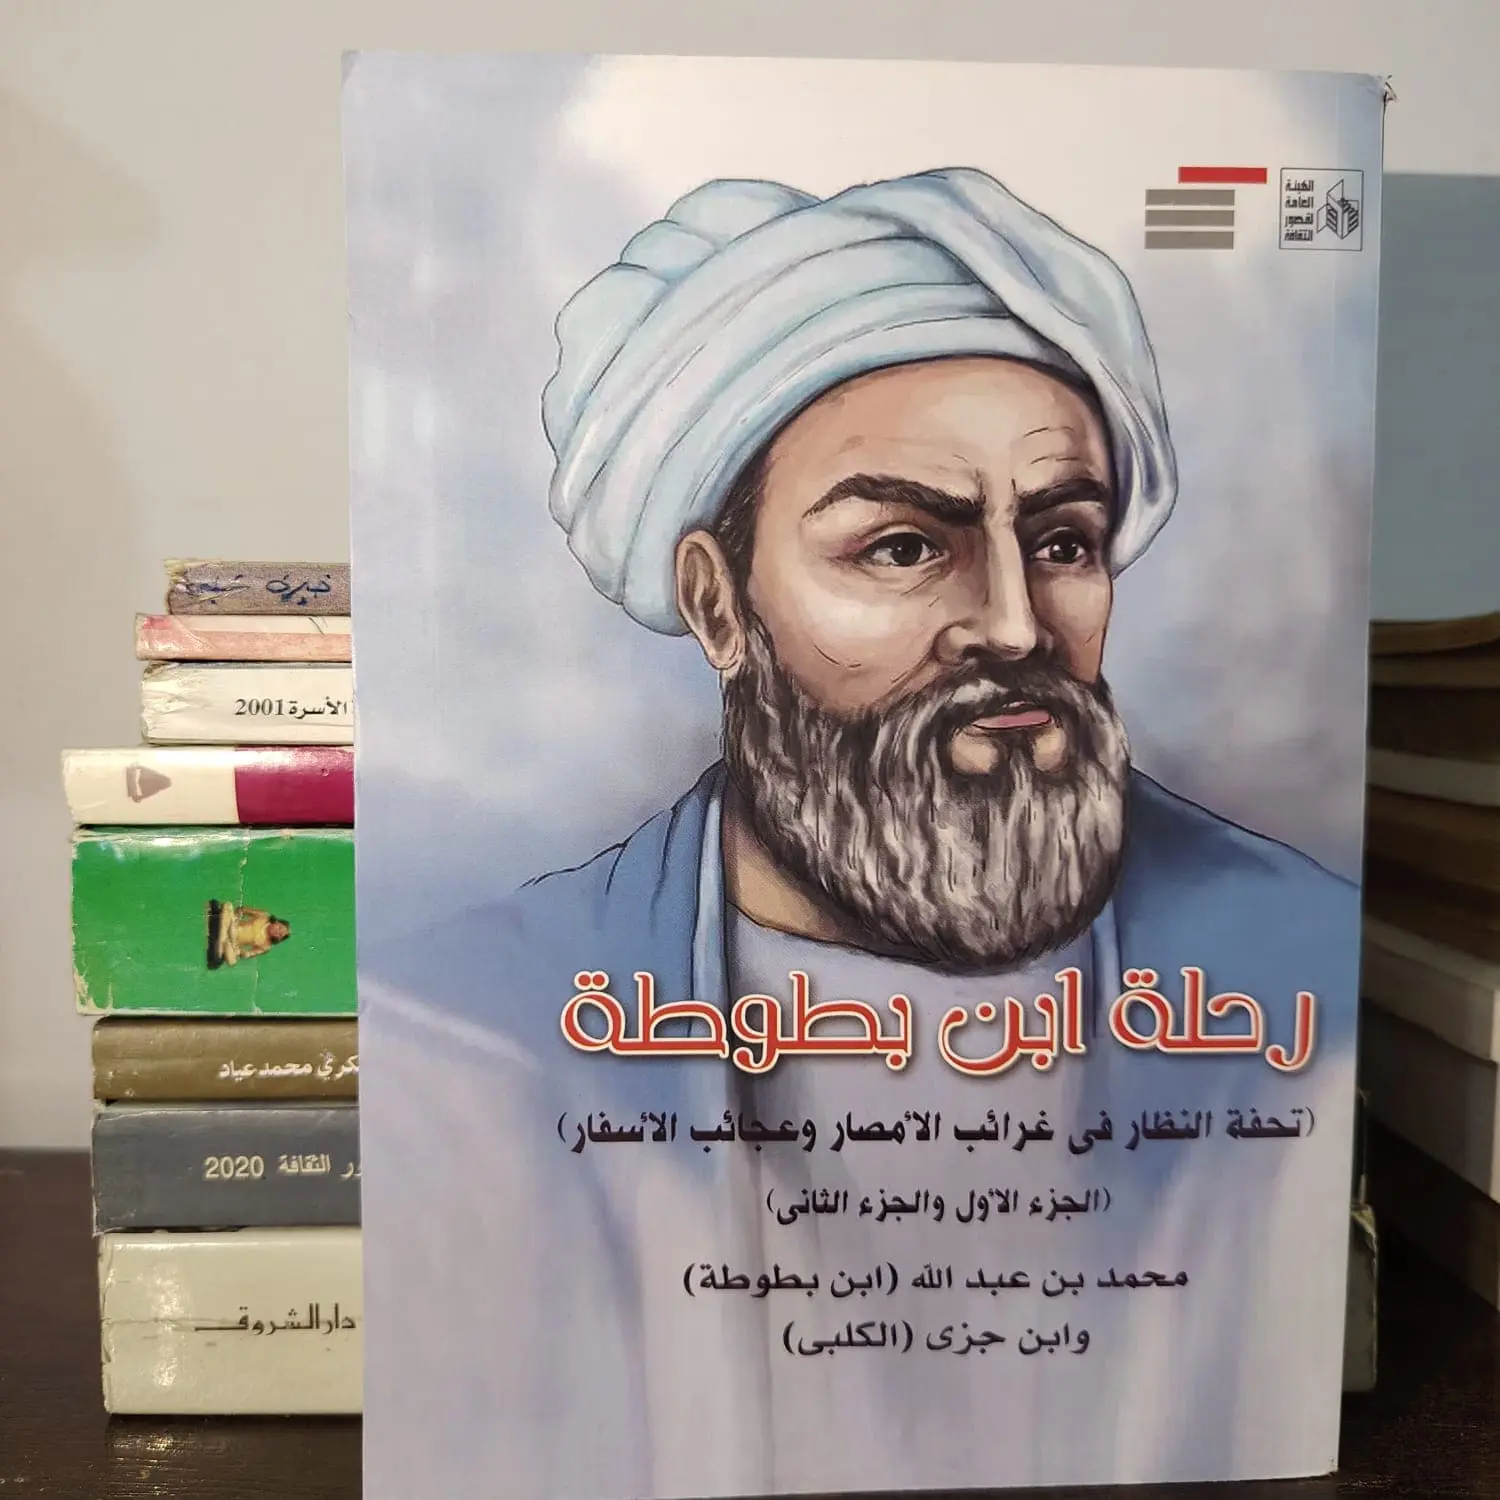 الهيئة
العامة
لقصور
الثقافة
رحلة ابن بطوطة
(تحفة النظار فى غرائب الأمصار وعجائب الأسفار)
(الجزء الأول والجزء الثانى)
محمد بن عبد الله (ابن بطوطة)
وابن جزى (الكلبى)
الأسرة 2001
محمد عياد
الثقافة 2020
دار الشروق